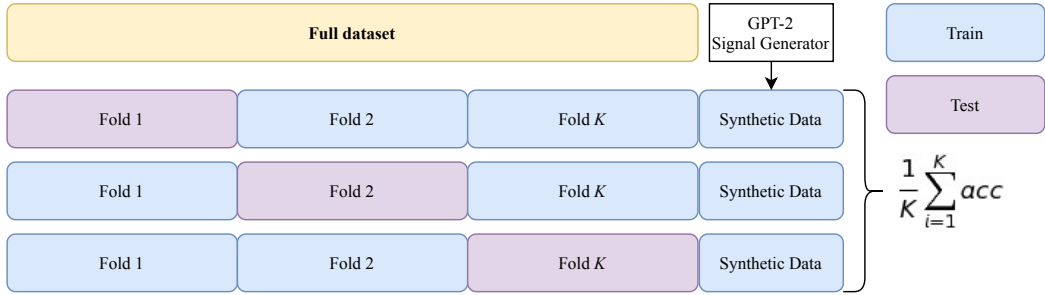 Full dataset
GPT-2
Signal Generator
Train
Test
Fold 1 Fold 2 Fold K Synthetic Data
Fold 1 Fold 2 Fold K Synthetic Data
Fold 1 Fold 2 Fold K Synthetic Data
1/K ∑_{i=1}^{K} acc